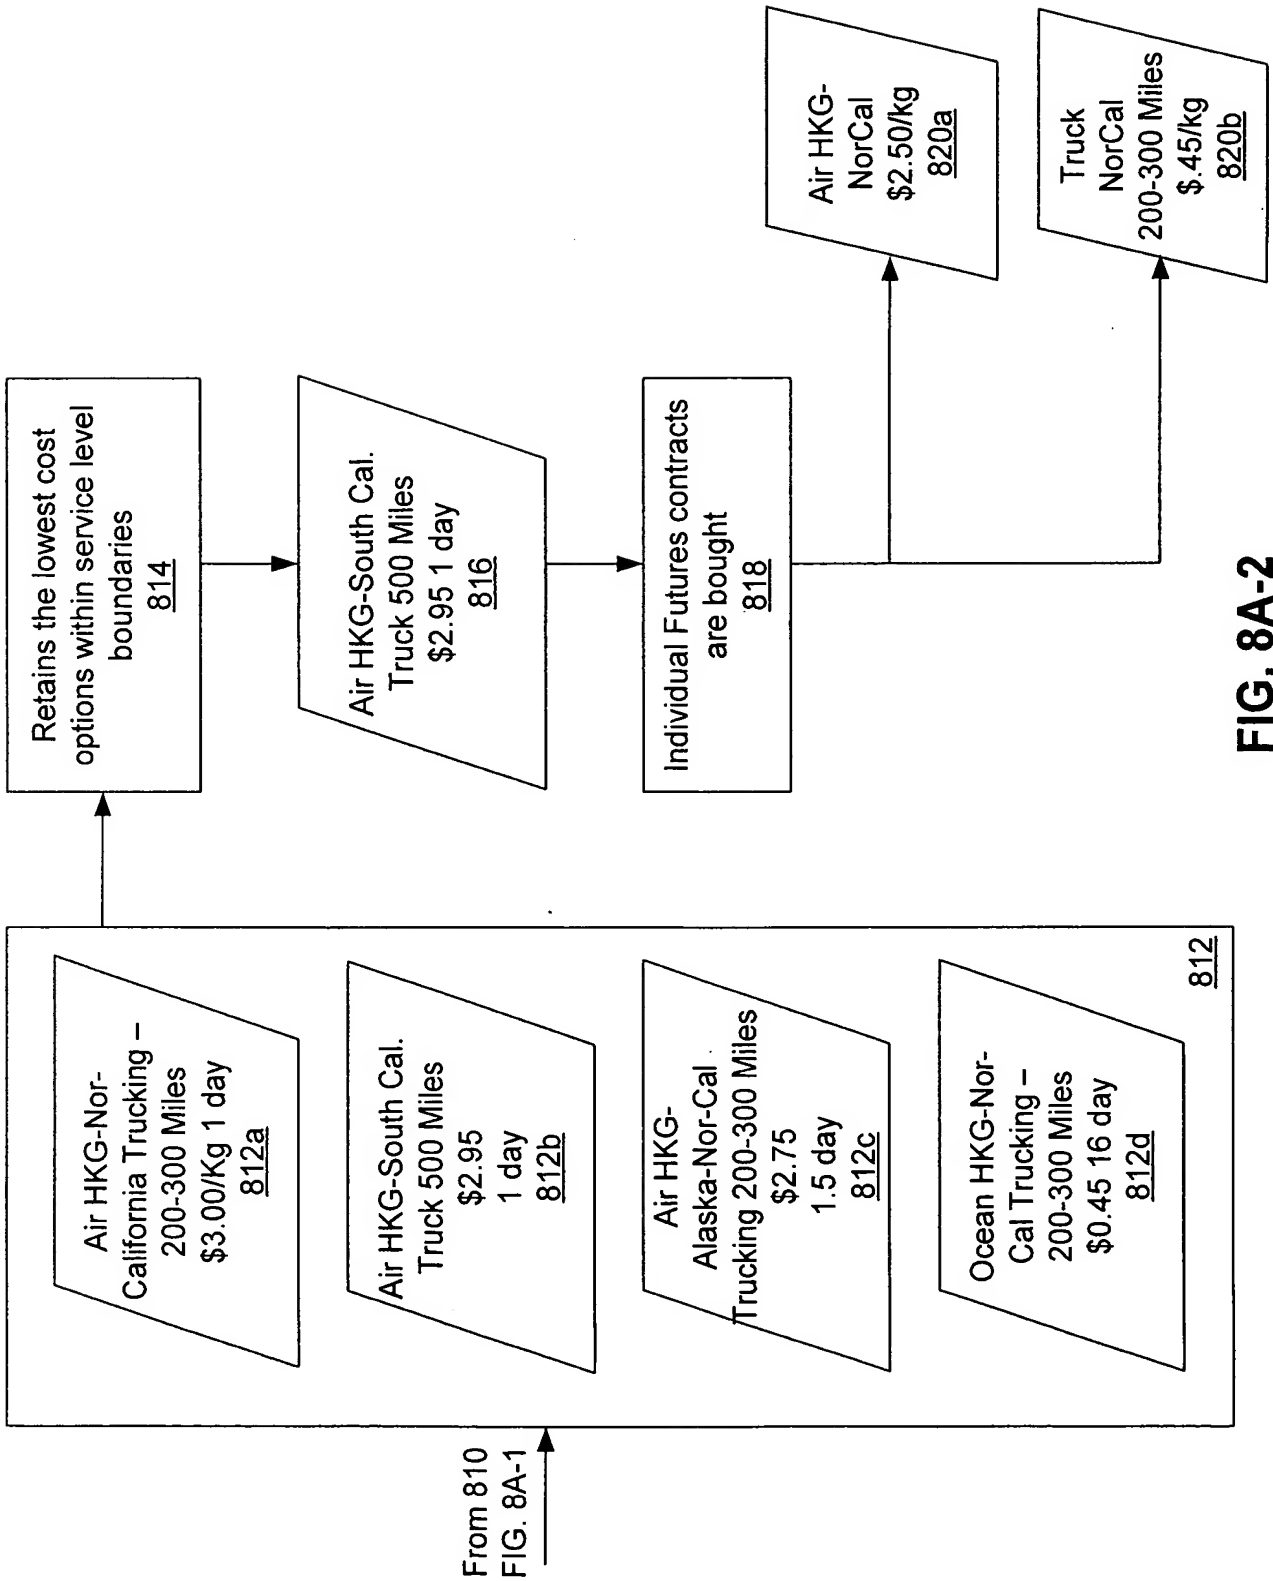 From 810
FIG. 8A-1
Air HKG-Nor-
California Trucking –
200-300 Miles
$3.00/Kg 1 day
812a
Air HKG-South Cal.
Truck 500 Miles
$2.95
1 day
812b
Air HKG-
Alaska-Nor-Cal
Trucking 200-300 Miles
$2.75
1.5 day
812c
Ocean HKG-Nor-
Cal Trucking –
200-300 Miles
$0.45 16 day
812d
812
Retains the lowest cost
options within service level
boundaries
814
Air HKG-South Cal.
Truck 500 Miles
$2.95 1 day
816
Individual Futures contracts
are bought
818
Air HKG-
NorCal
$2.50/kg
820a
Truck
NorCal
200-300 Miles
$.45/kg
820b
FIG. 8A-2